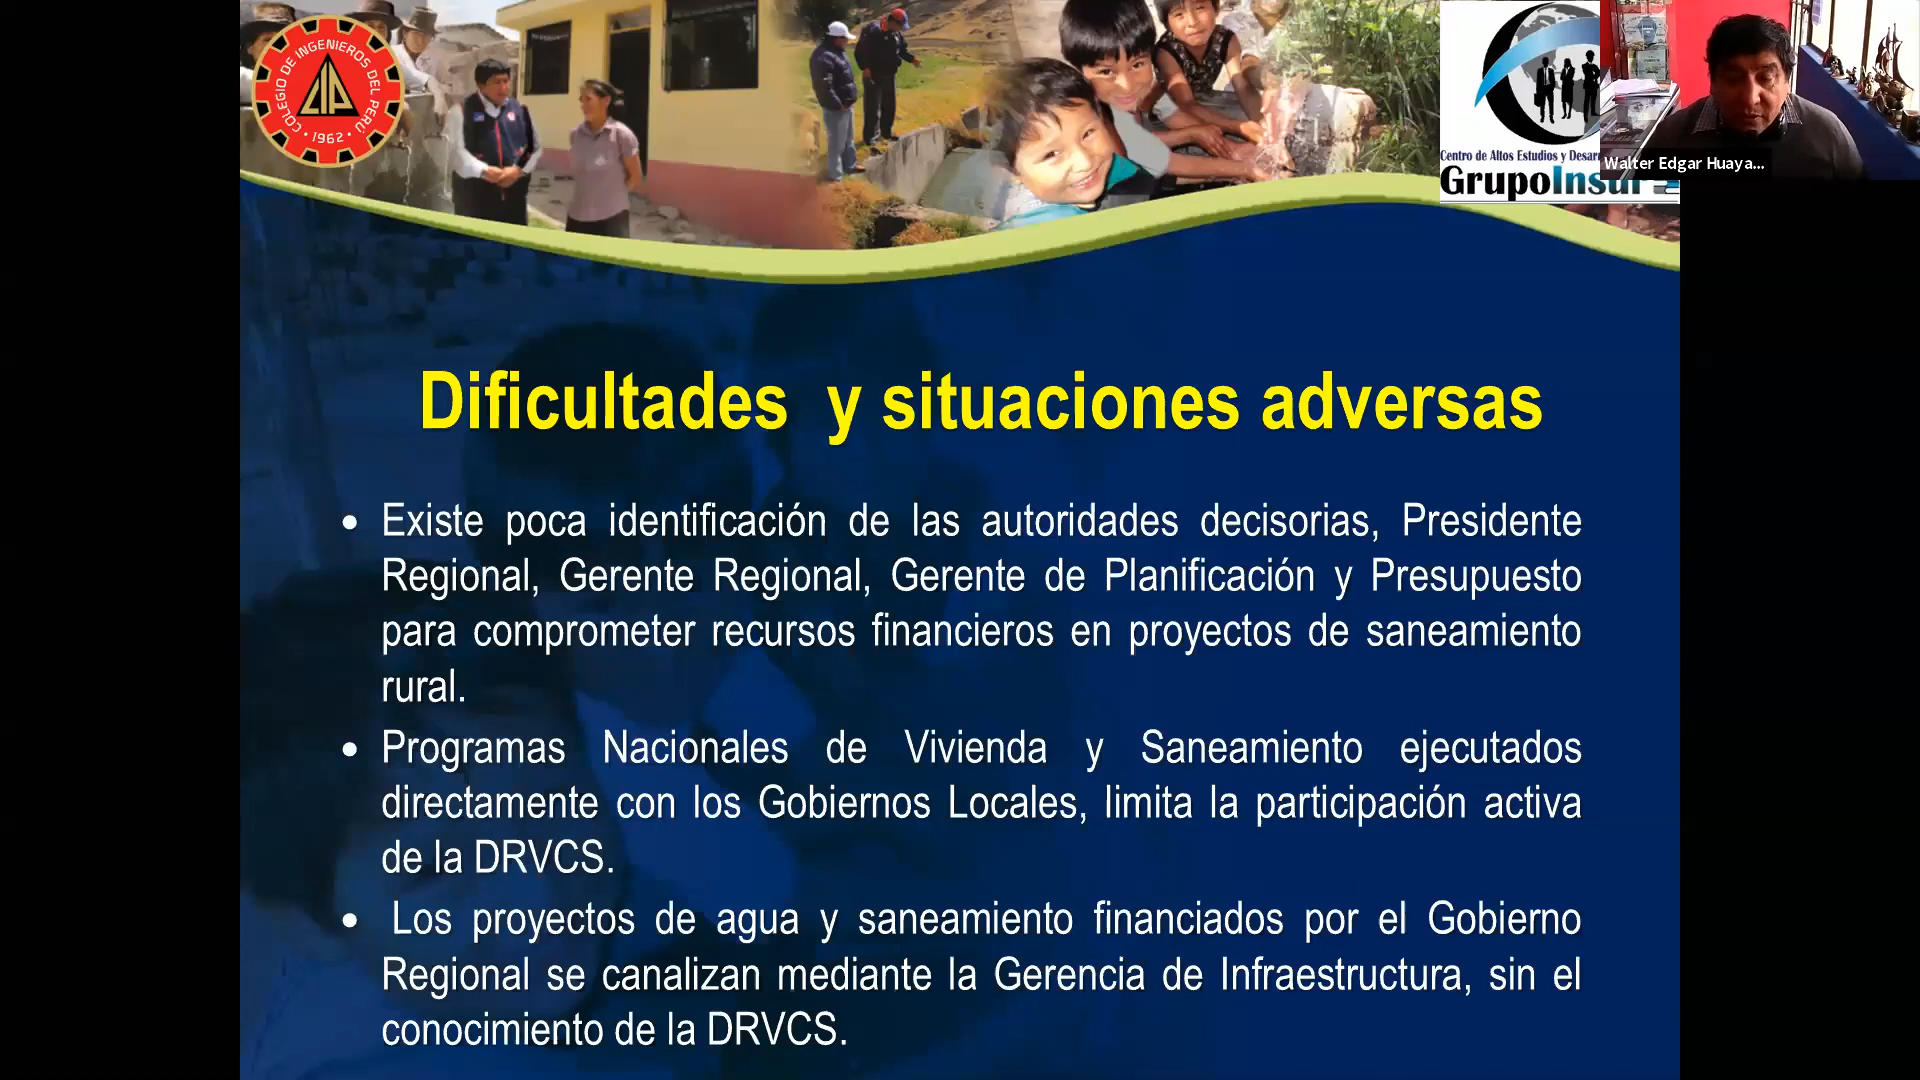 COLEGIO DE INGENIEROS DEL PERÚ
CIP
• 1962 •
Centro de Altos Estudios y
Walter Edgar Huaya...
Dificultades y situaciones adversas
• Existe poca identificación de las autoridades decisorias, Presidente
Regional, Gerente Regional, Gerente de Planificación y Presupuesto
para comprometer recursos financieros en proyectos de saneamiento
rural.
• Programas Nacionales de Vivienda y Saneamiento ejecutados
directamente con los Gobiernos Locales, limita la participación activa
de la DRVCS.
• Los proyectos de agua y saneamiento financiados por el Gobierno
Regional se canalizan mediante la Gerencia de Infraestructura, sin el
conocimiento de la DRVCS.